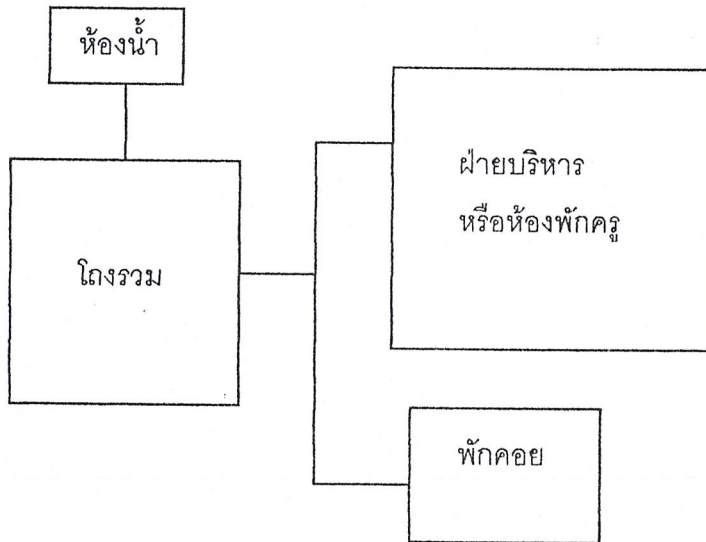 ห้องน้ำ
ฝ่ายบริหาร
หรือห้องพักครู
โถงรวม
พักคอย